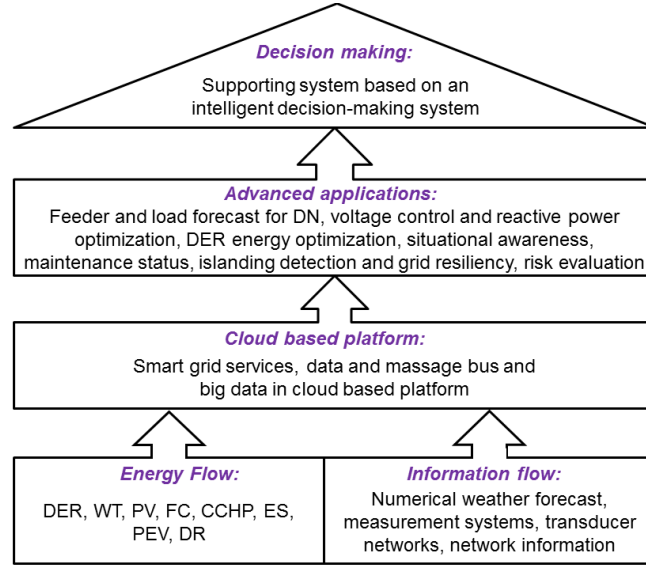 Decision making:
Supporting system based on an
intelligent decision-making system
Advanced applications:
Feeder and load forecast for DN, voltage control and reactive power
optimization, DER energy optimization, situational awareness,
maintenance status, islanding detection and grid resiliency, risk evaluation
Cloud based platform:
Smart grid services, data and massage bus and
big data in cloud based platform
Energy Flow:
DER, WT, PV, FC, CCHP, ES,
PEV, DR
Information flow:
Numerical weather forecast,
measurement systems, transducer
networks, network information